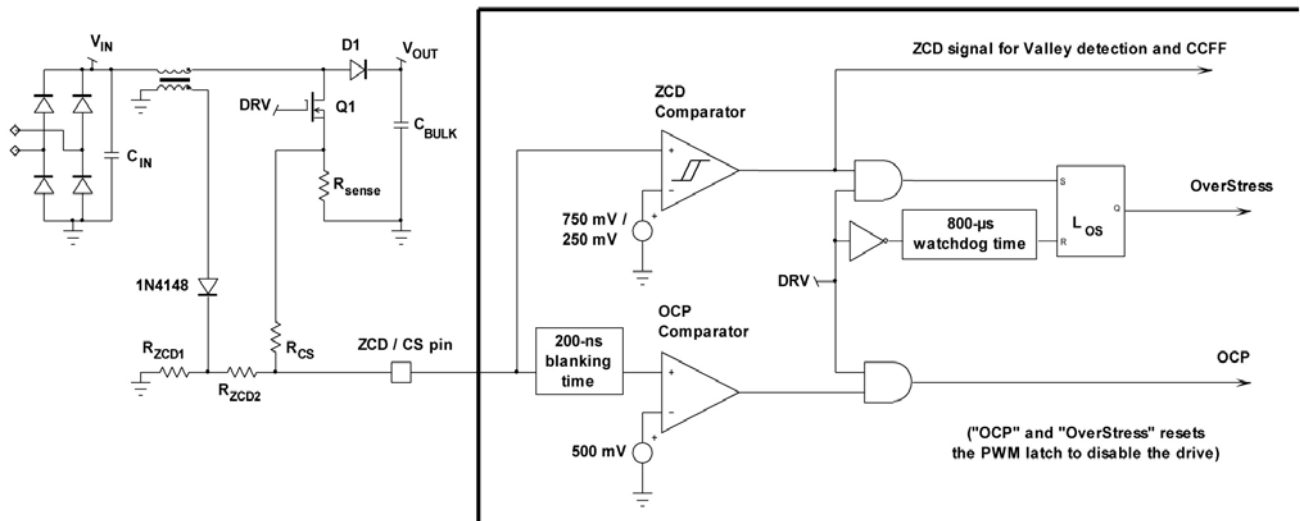 V_IN
D1
V_OUT
DRV
Q1
C_IN
C_BULK
R_sense
1N4148
R_ZCD1
R_ZCD2
R_CS
ZCD / CS pin
ZCD signal for Valley detection and CCFF
ZCD
Comparator
+
−
+
750 mV /
250 mV
S
R
Q
L_OS
OverStress
800-µs
watchdog time
DRV
OCP
Comparator
200-ns
blanking
time
+
−
+
500 mV
OCP
("OCP" and "OverStress" resets
the PWM latch to disable the drive)